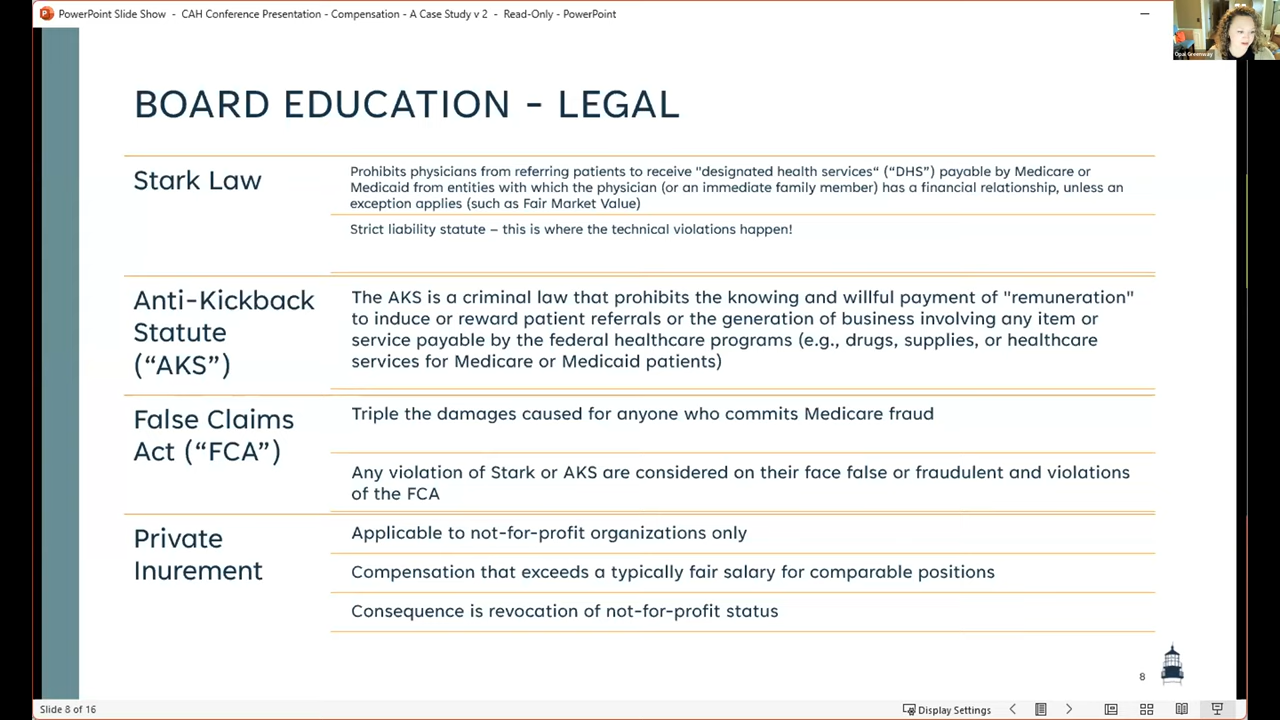 PowerPoint Slide Show - CAH Conference Presentation - Compensation - A Case Study v 2 - Read-Only - PowerPoint
Opal Greenway
BOARD EDUCATION - LEGAL
Stark Law
Prohibits physicians from referring patients to receive "designated health services“ (“DHS”) payable by Medicare or
Medicaid from entities with which the physician (or an immediate family member) has a financial relationship, unless an
exception applies (such as Fair Market Value)
Strict liability statute – this is where the technical violations happen!
Anti-Kickback
Statute
(“AKS”)
The AKS is a criminal law that prohibits the knowing and willful payment of "remuneration"
to induce or reward patient referrals or the generation of business involving any item or
service payable by the federal healthcare programs (e.g., drugs, supplies, or healthcare
services for Medicare or Medicaid patients)
False Claims
Act (“FCA”)
Triple the damages caused for anyone who commits Medicare fraud
Any violation of Stark or AKS are considered on their face false or fraudulent and violations
of the FCA
Private
Inurement
Applicable to not-for-profit organizations only
Compensation that exceeds a typically fair salary for comparable positions
Consequence is revocation of not-for-profit status
8
Slide 8 of 16
Display Settings